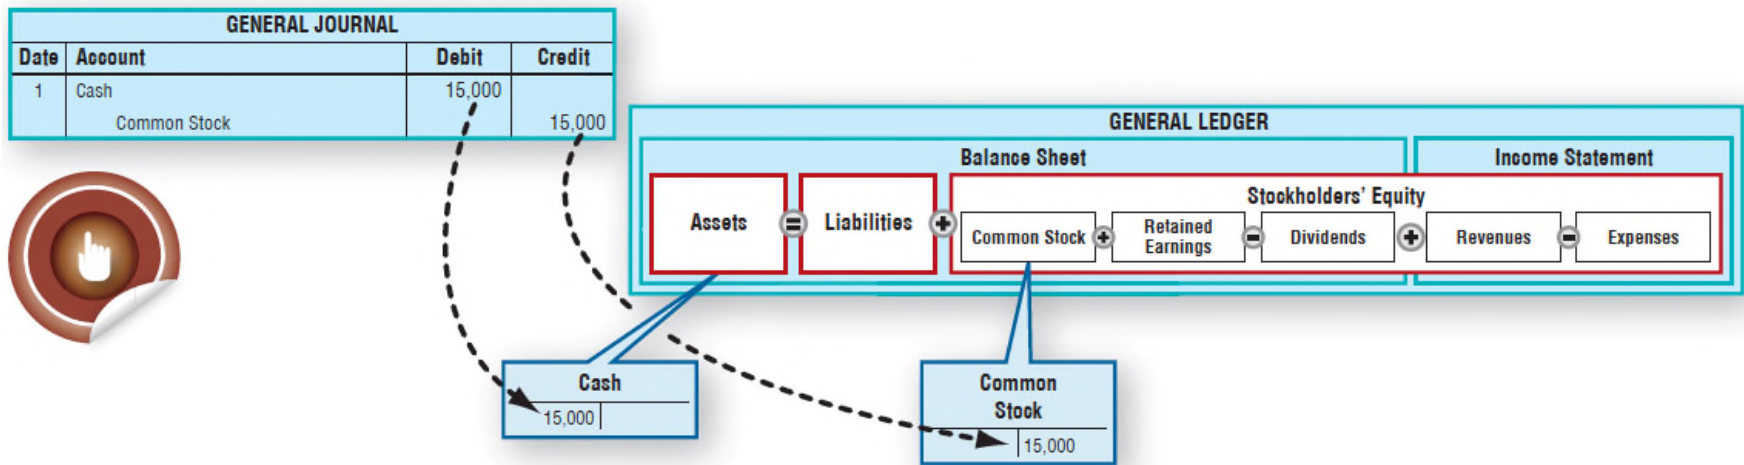 GENERAL JOURNAL
Date Account Debit Credit
1 Cash 15,000
Common Stock 15,000
GENERAL LEDGER
Balance Sheet Income Statement
Stockholders' Equity
Assets = Liabilities + Common Stock + Retained Earnings − Dividends + Revenues − Expenses
Cash
15,000
Common
Stock
15,000